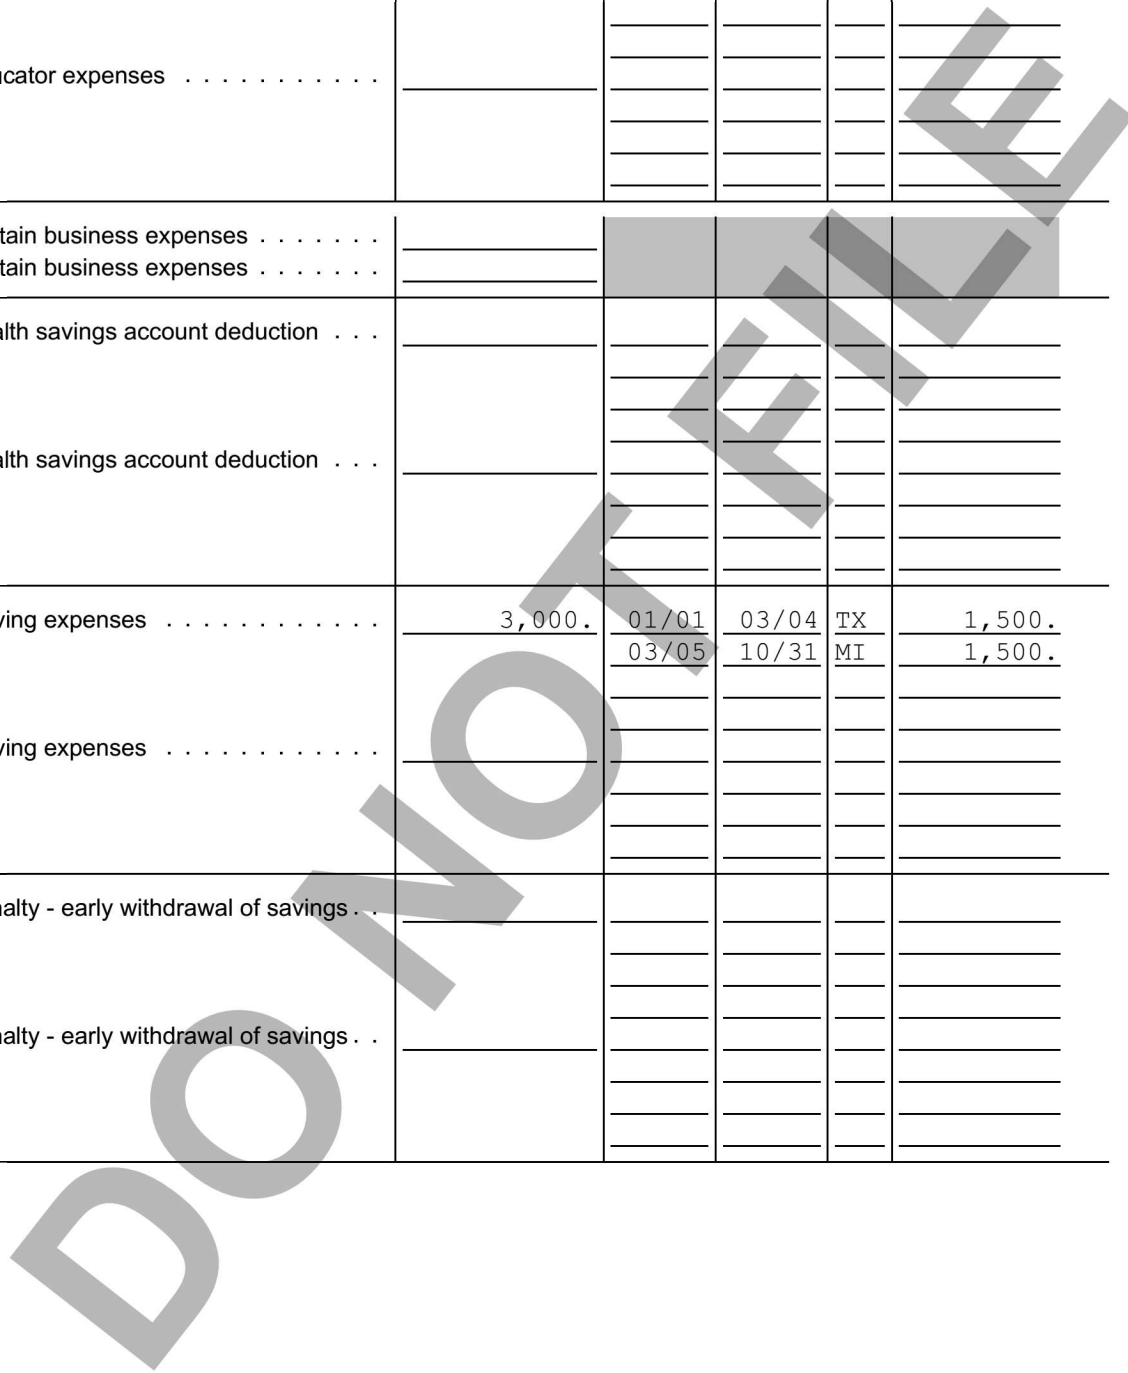 ucator expenses . . . . . . . . . . .
tain business expenses . . . . . . .
tain business expenses . . . . . . .
alth savings account deduction . . .
alth savings account deduction . . .
ving expenses . . . . . . . . . . . . 3,000. 01/01 03/04 TX 1,500.
03/05 10/31 MI 1,500.
ving expenses . . . . . . . . . . . .
nalty - early withdrawal of savings . .
nalty - early withdrawal of savings . .
DO NOT FILE